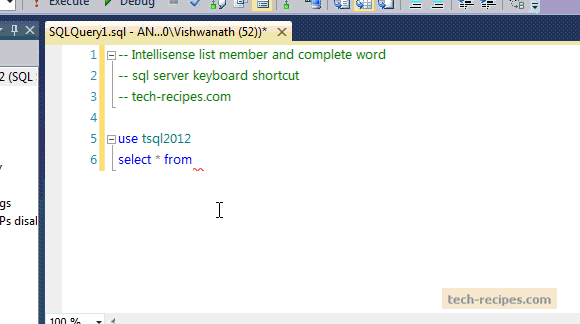 Execute Debug
SQLQuery1.sql - AN...0\Vishwanath (52))*
2 (SQL
1 -- Intellisense list member and complete word
2 -- sql server keyboard shortcut
3 -- tech-recipes.com
4
5 use tsql2012
6 select * from
gs
Ps disal
tech-recipes.com
100 %